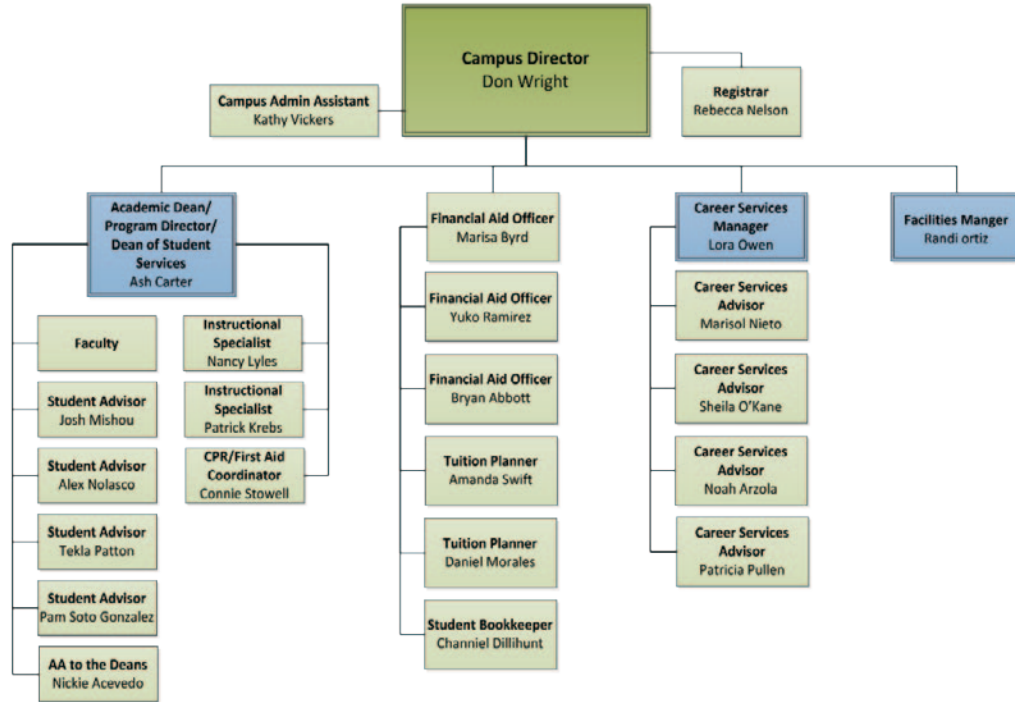 Campus Director
Don Wright
Campus Admin Assistant
Kathy Vickers
Registrar
Rebecca Nelson
Academic Dean/
Program Director/
Dean of Student
Services
Ash Carter
Faculty
Student Advisor
Josh Mishou
Student Advisor
Alex Nolasco
Student Advisor
Tekla Patton
Student Advisor
Pam Soto Gonzalez
AA to the Deans
Nickie Acevedo
Instructional
Specialist
Nancy Lyles
Instructional
Specialist
Patrick Krebs
CPR/First Aid
Coordinator
Connie Stowell
Financial Aid Officer
Marisa Byrd
Financial Aid Officer
Yuko Ramirez
Financial Aid Officer
Bryan Abbott
Tuition Planner
Amanda Swift
Tuition Planner
Daniel Morales
Student Bookkeeper
Channiel Dillihunt
Career Services
Manager
Lora Owen
Career Services
Advisor
Marisol Nieto
Career Services
Advisor
Sheila O'Kane
Career Services
Advisor
Noah Arzola
Career Services
Advisor
Patricia Pullen
Facilities Manger
Randi ortiz